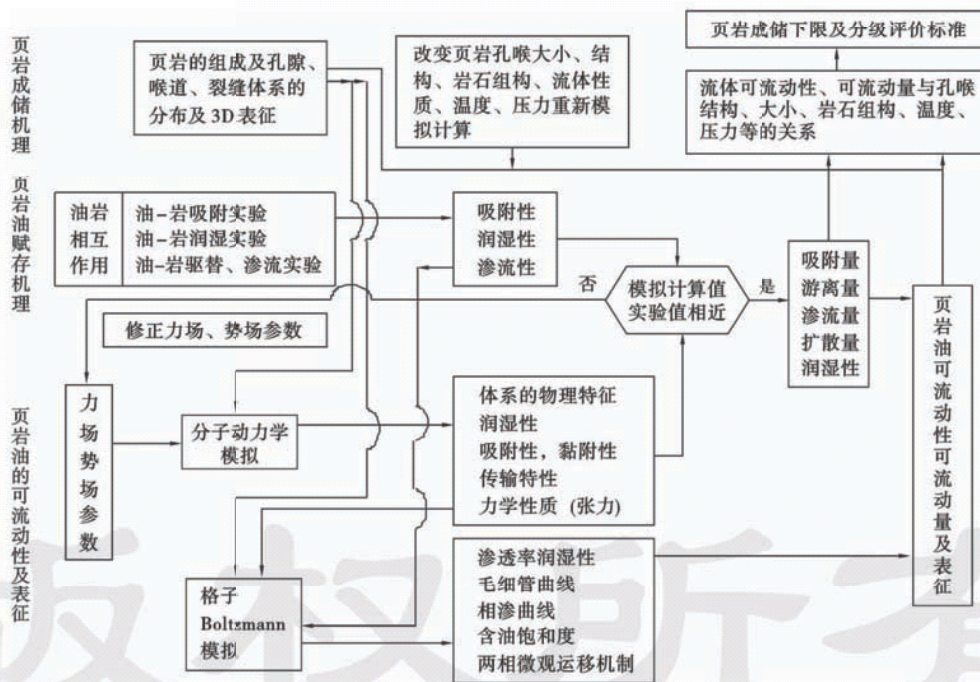 页岩成储机理
页岩的组成及孔隙、
喉道、裂缝体系的
分布及3D表征
改变页岩孔喉大小、结
构、岩石组构、流体性
质、温度、压力重新模
拟计算
页岩成储下限及分级评价标准
流体可流动性、可流动量与孔喉
结构、大小、岩石组构、温度、
压力等的关系
页岩油赋存机理
油岩
相互
作用
油-岩吸附实验
油-岩润湿实验
油-岩驱替、渗流实验
吸附性
润湿性
渗流性
否
模拟计算值
实验值相近
是
吸附量
游离量
渗流量
扩散量
润湿性
页岩油可流动性可流动量及表征
修正力场、势场参数
页岩油的可流动性及表征
力场势场参数
分子动力学
模拟
体系的物理特征
润湿性
吸附性，黏附性
传输特性
力学性质 (张力)
格子
Boltzmann
模拟
渗透率润湿性
毛细管曲线
相渗曲线
含油饱和度
两相微观运移机制
版权所有